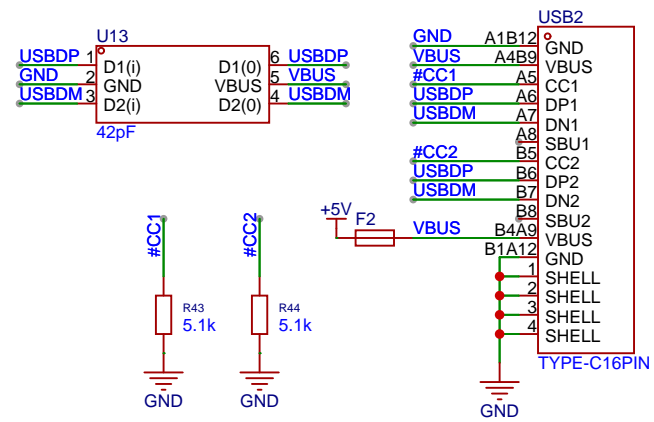 U13
USBDP 1 D1(i) D1(0) 6 USBDP
GND 2 GND VBUS 5 VBUS
USBDM 3 D2(i) D2(0) 4 USBDM
42pF
USB2
GND A1B12 GND
VBUS A4B9 VBUS
#CC1 A5 CC1
USBDP A6 DP1
USBDM A7 DN1
A8 SBU1
#CC2 B5 CC2
USBDP B6 DP2
USBDM B7 DN2
B8 SBU2
+5V F2 VBUS B4A9 VBUS
B1A12 GND
1 SHELL
2 SHELL
3 SHELL
4 SHELL
TYPE-C16PIN
GND
#CC1
R43
5.1k
GND
#CC2
R44
5.1k
GND